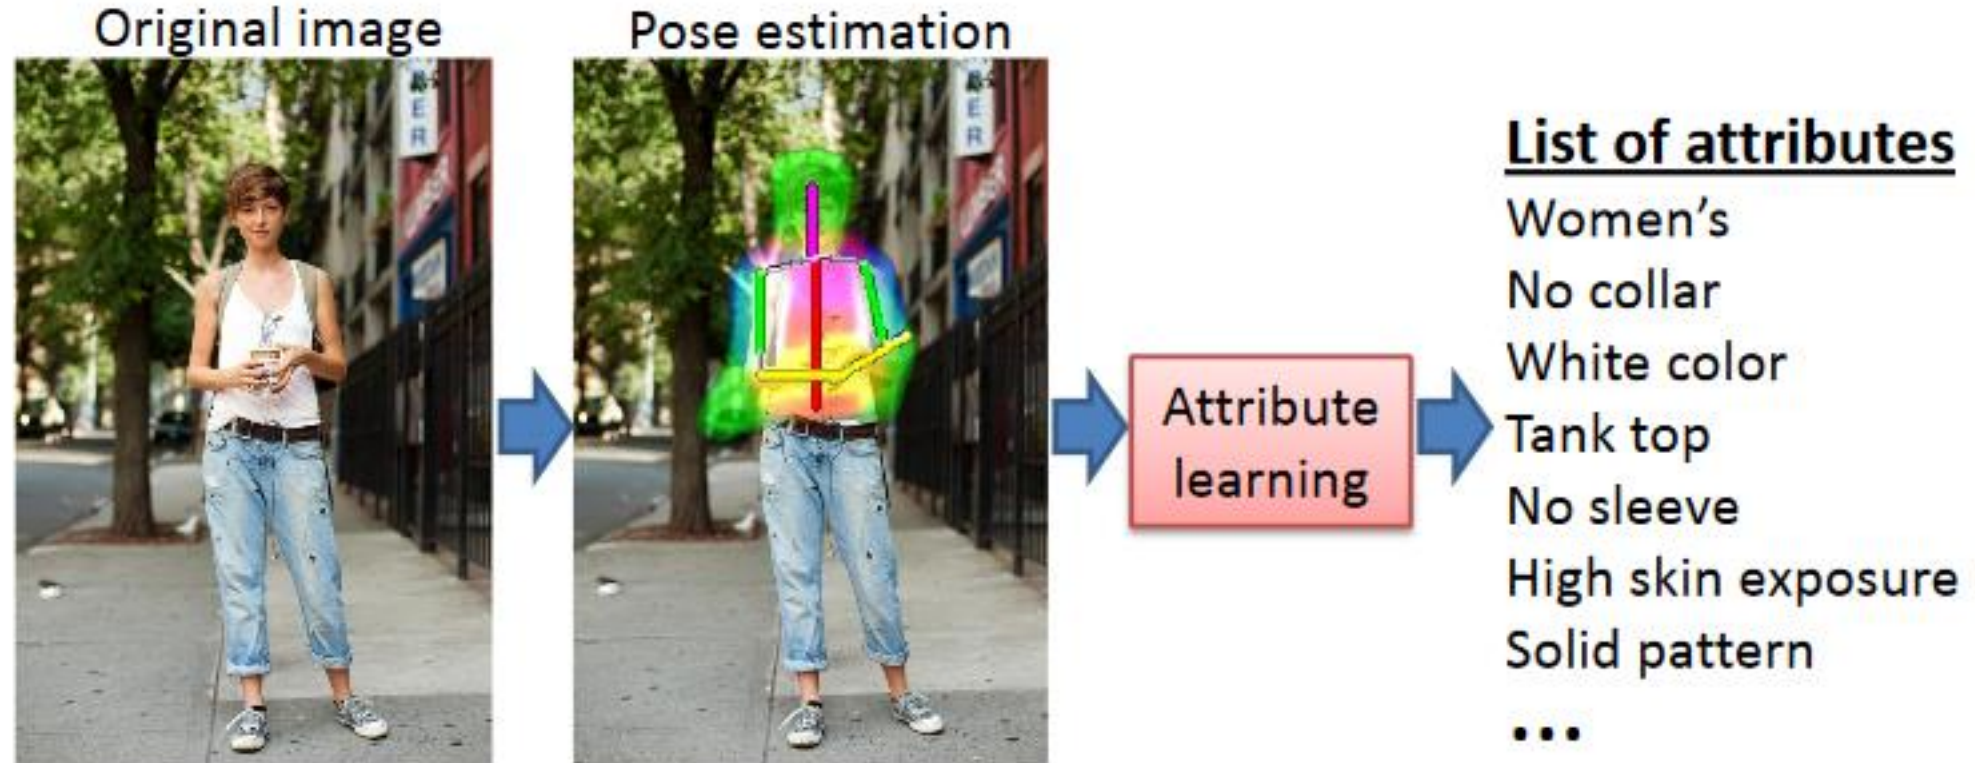 Original image
Pose estimation
E
R
E
R
Attribute
learning
List of attributes
Women’s
No collar
White color
Tank top
No sleeve
High skin exposure
Solid pattern
...